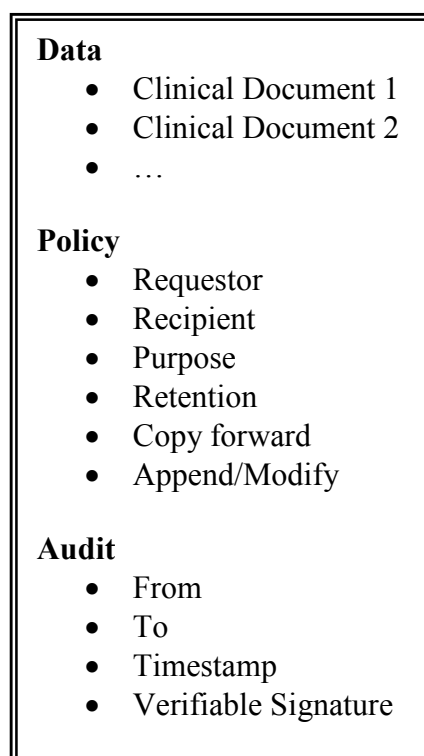 Data
• Clinical Document 1
• Clinical Document 2
• …
Policy
• Requestor
• Recipient
• Purpose
• Retention
• Copy forward
• Append/Modify
Audit
• From
• To
• Timestamp
• Verifiable Signature